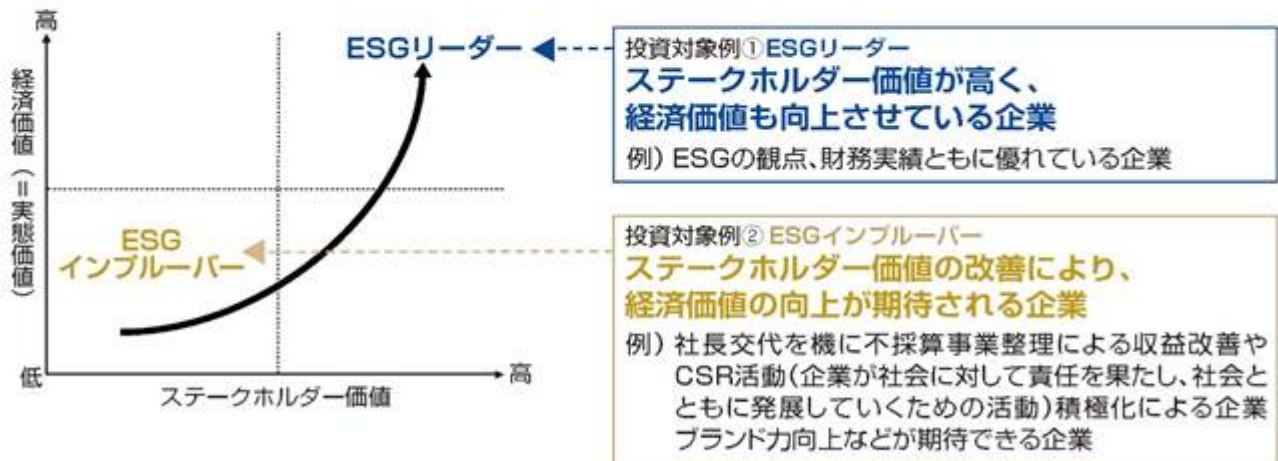 高
経済価値（＝実態価値）
低
ステークホルダー価値
高
ESGリーダー
ESG
インプルーバー
投資対象例①ESGリーダー
ステークホルダー価値が高く、
経済価値も向上させている企業
例）ESGの観点、財務実績ともに優れている企業
投資対象例②ESGインプルーバー
ステークホルダー価値の改善により、
経済価値の向上が期待される企業
例）社長交代を機に不採算事業整理による収益改善や
CSR活動（企業が社会に対して責任を果たし、社会と
ともに発展していくための活動）積極化による企業
ブランド力向上などが期待できる企業